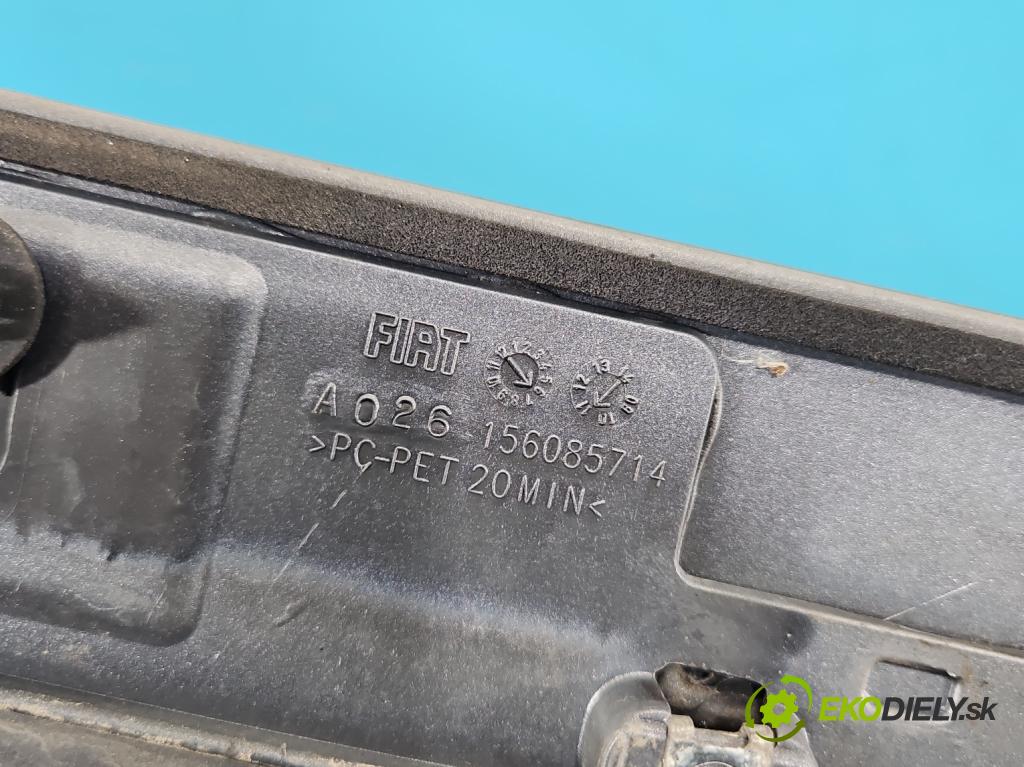 FIAT
A026 156085714
>PC-PET 20MIN<
EKODIELY.sk